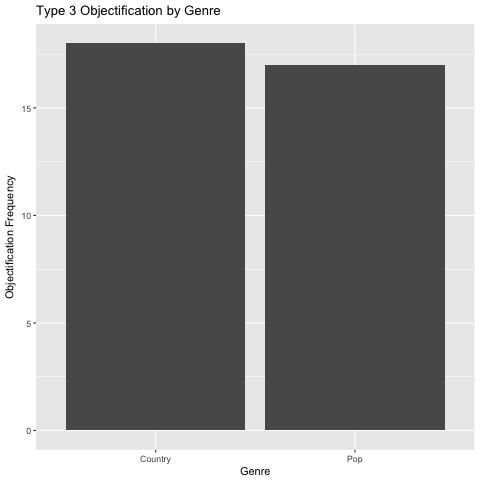 Type 3 Objectification by Genre
Objectification Frequency
15
10
5
0
Country
Pop
Genre